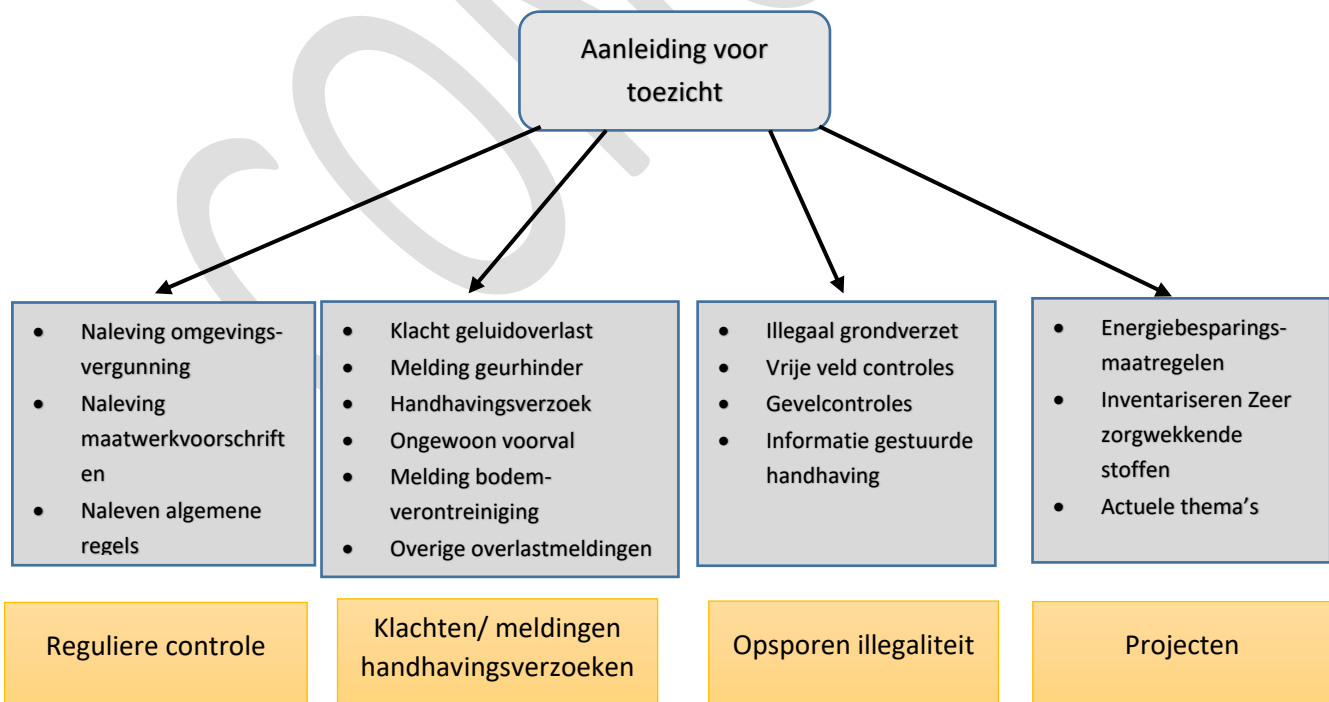 Aanleiding voor
toezicht
• Naleving omgevings-
vergunning
• Naleving
maatwerkvoorschrift
en
• Naleven algemene
regels
• Klacht geluidoverlast
• Melding geurhinder
• Handhavingsverzoek
• Ongewoon voorval
• Melding bodem-
verontreiniging
• Overige overlastmeldingen
• Illegaal grondverzet
• Vrije veld controles
• Gevelcontroles
• Informatie gestuurde
handhaving
• Energiebesparings-
maatregelen
• Inventariseren Zeer
zorgwekkende
stoffen
• Actuele thema’s
Reguliere controle
Klachten/ meldingen
handhavingsverzoeken
Opsporen illegaliteit
Projecten